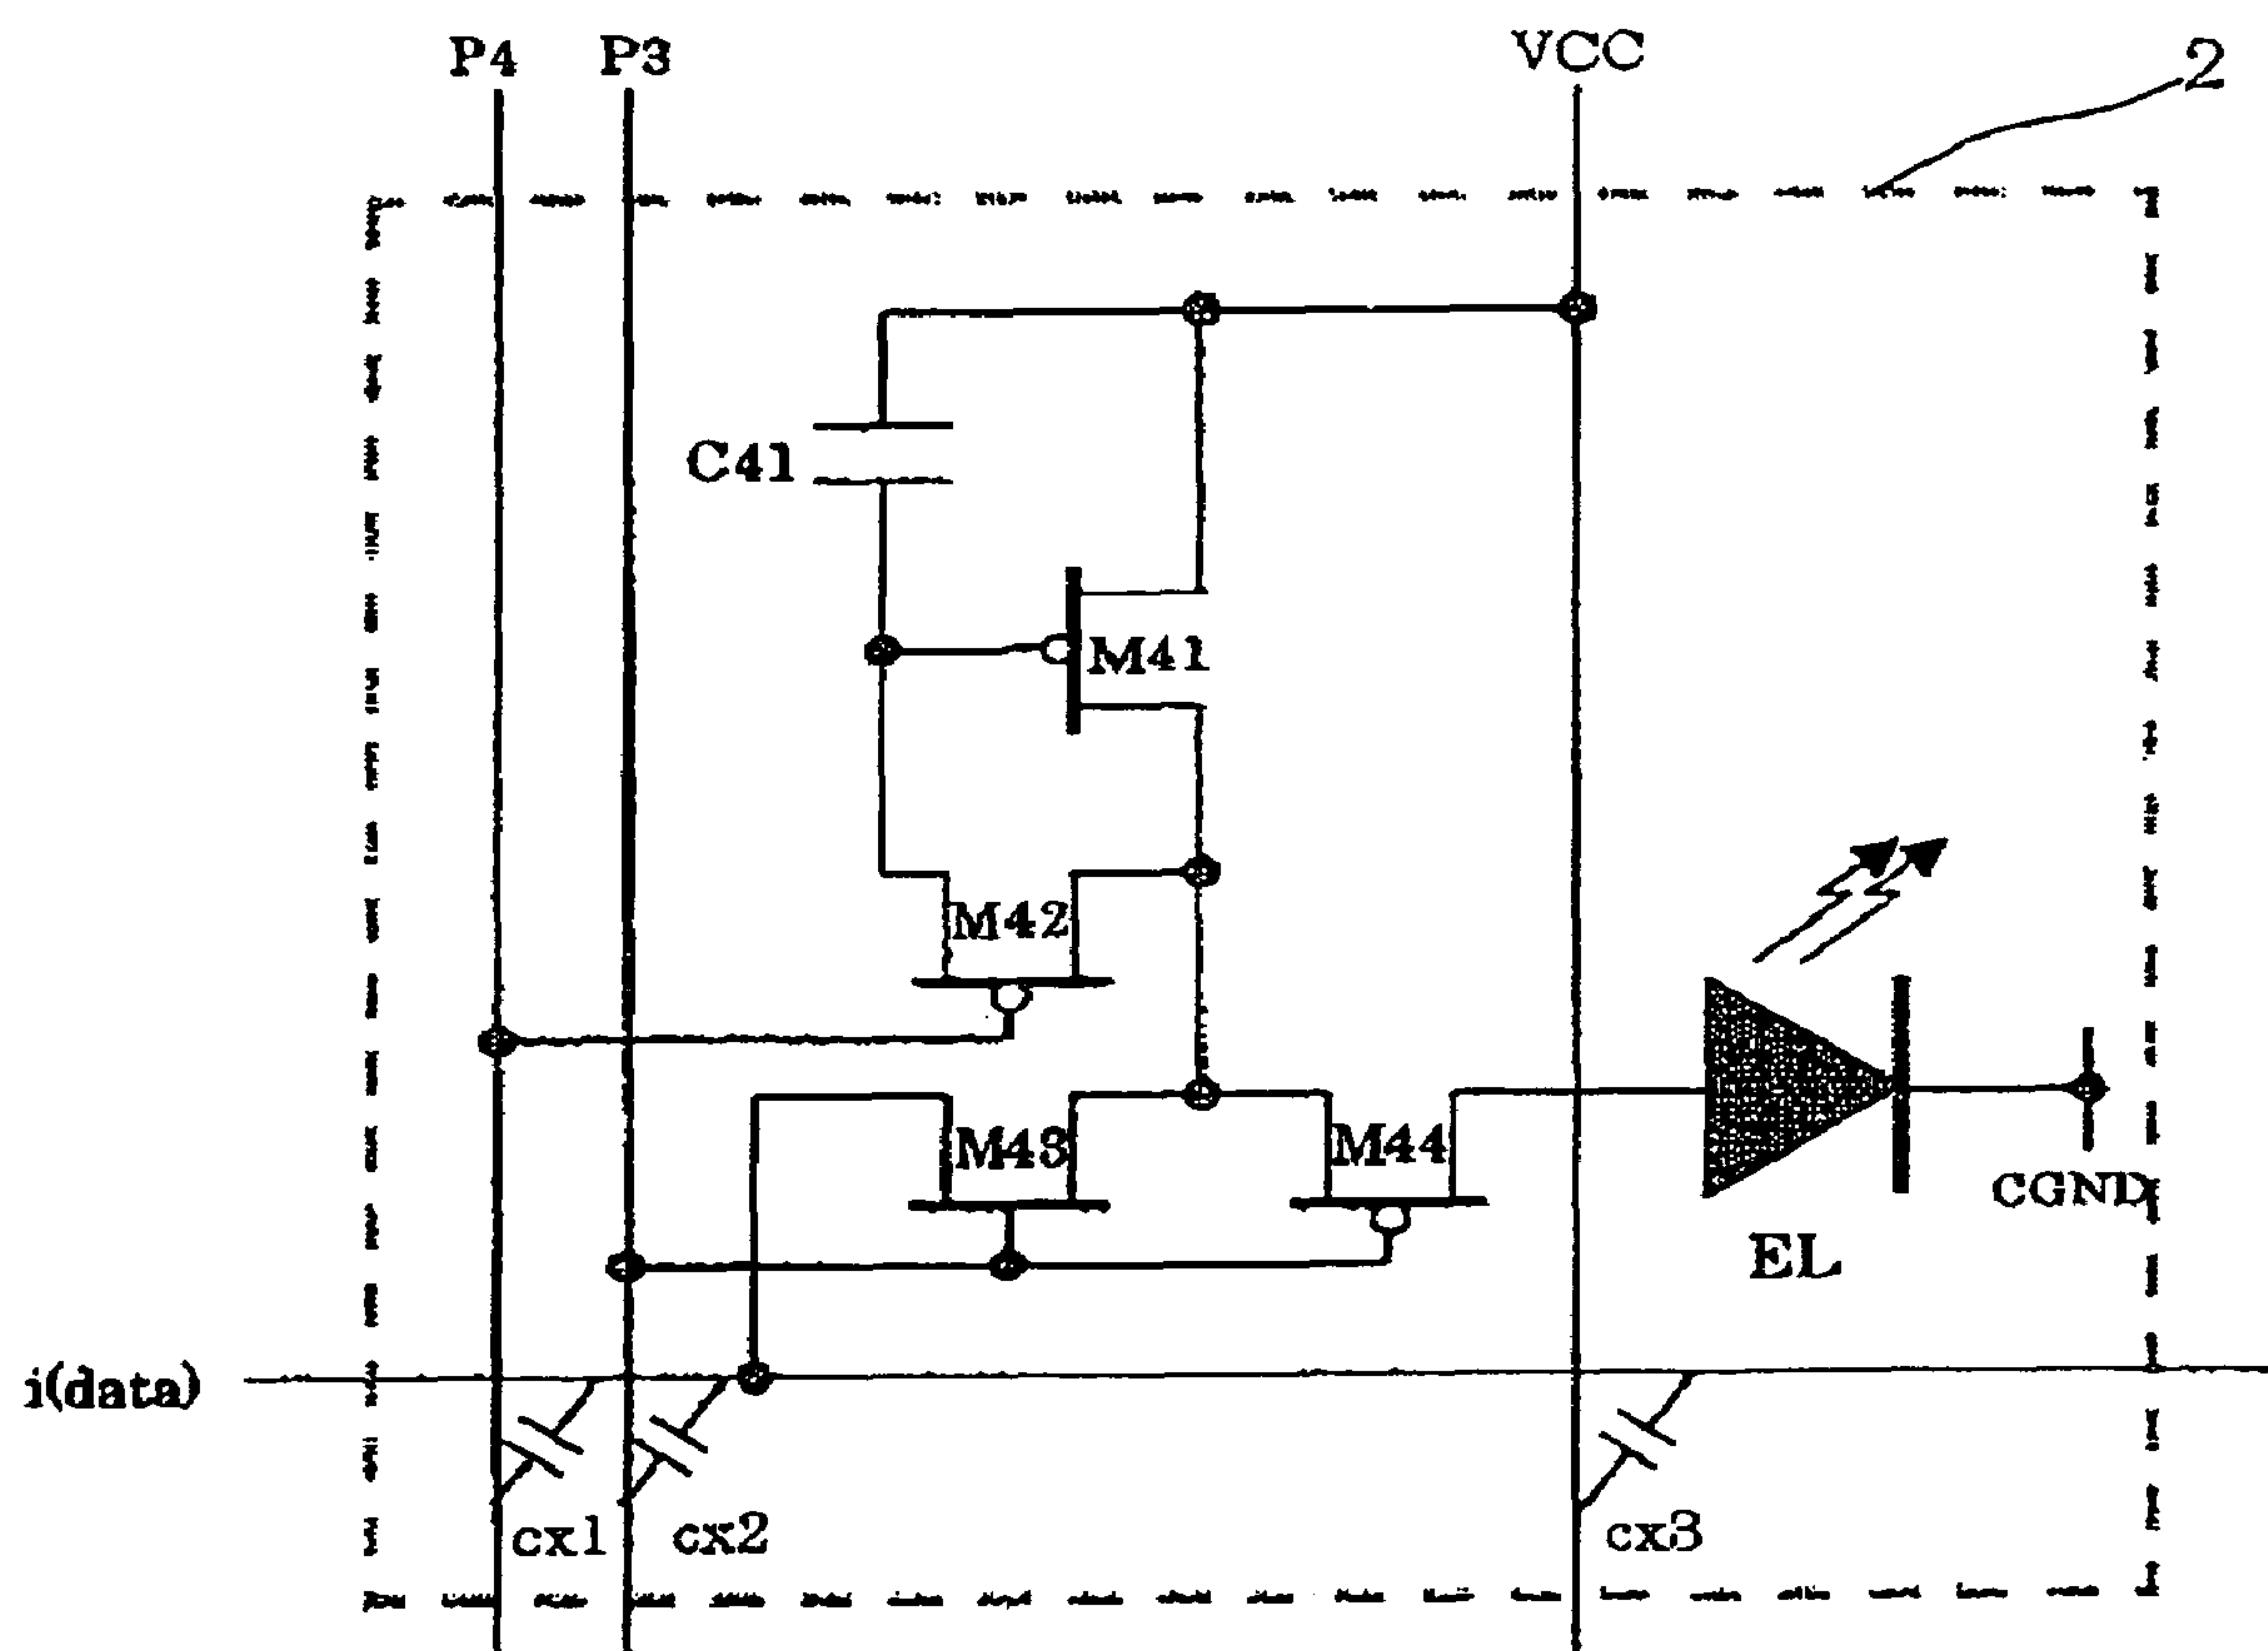 P4 P3 VCC 2
C41
M41
M42
M43 M44
CGND
EL
i(data)
cx1 cx2 cx3